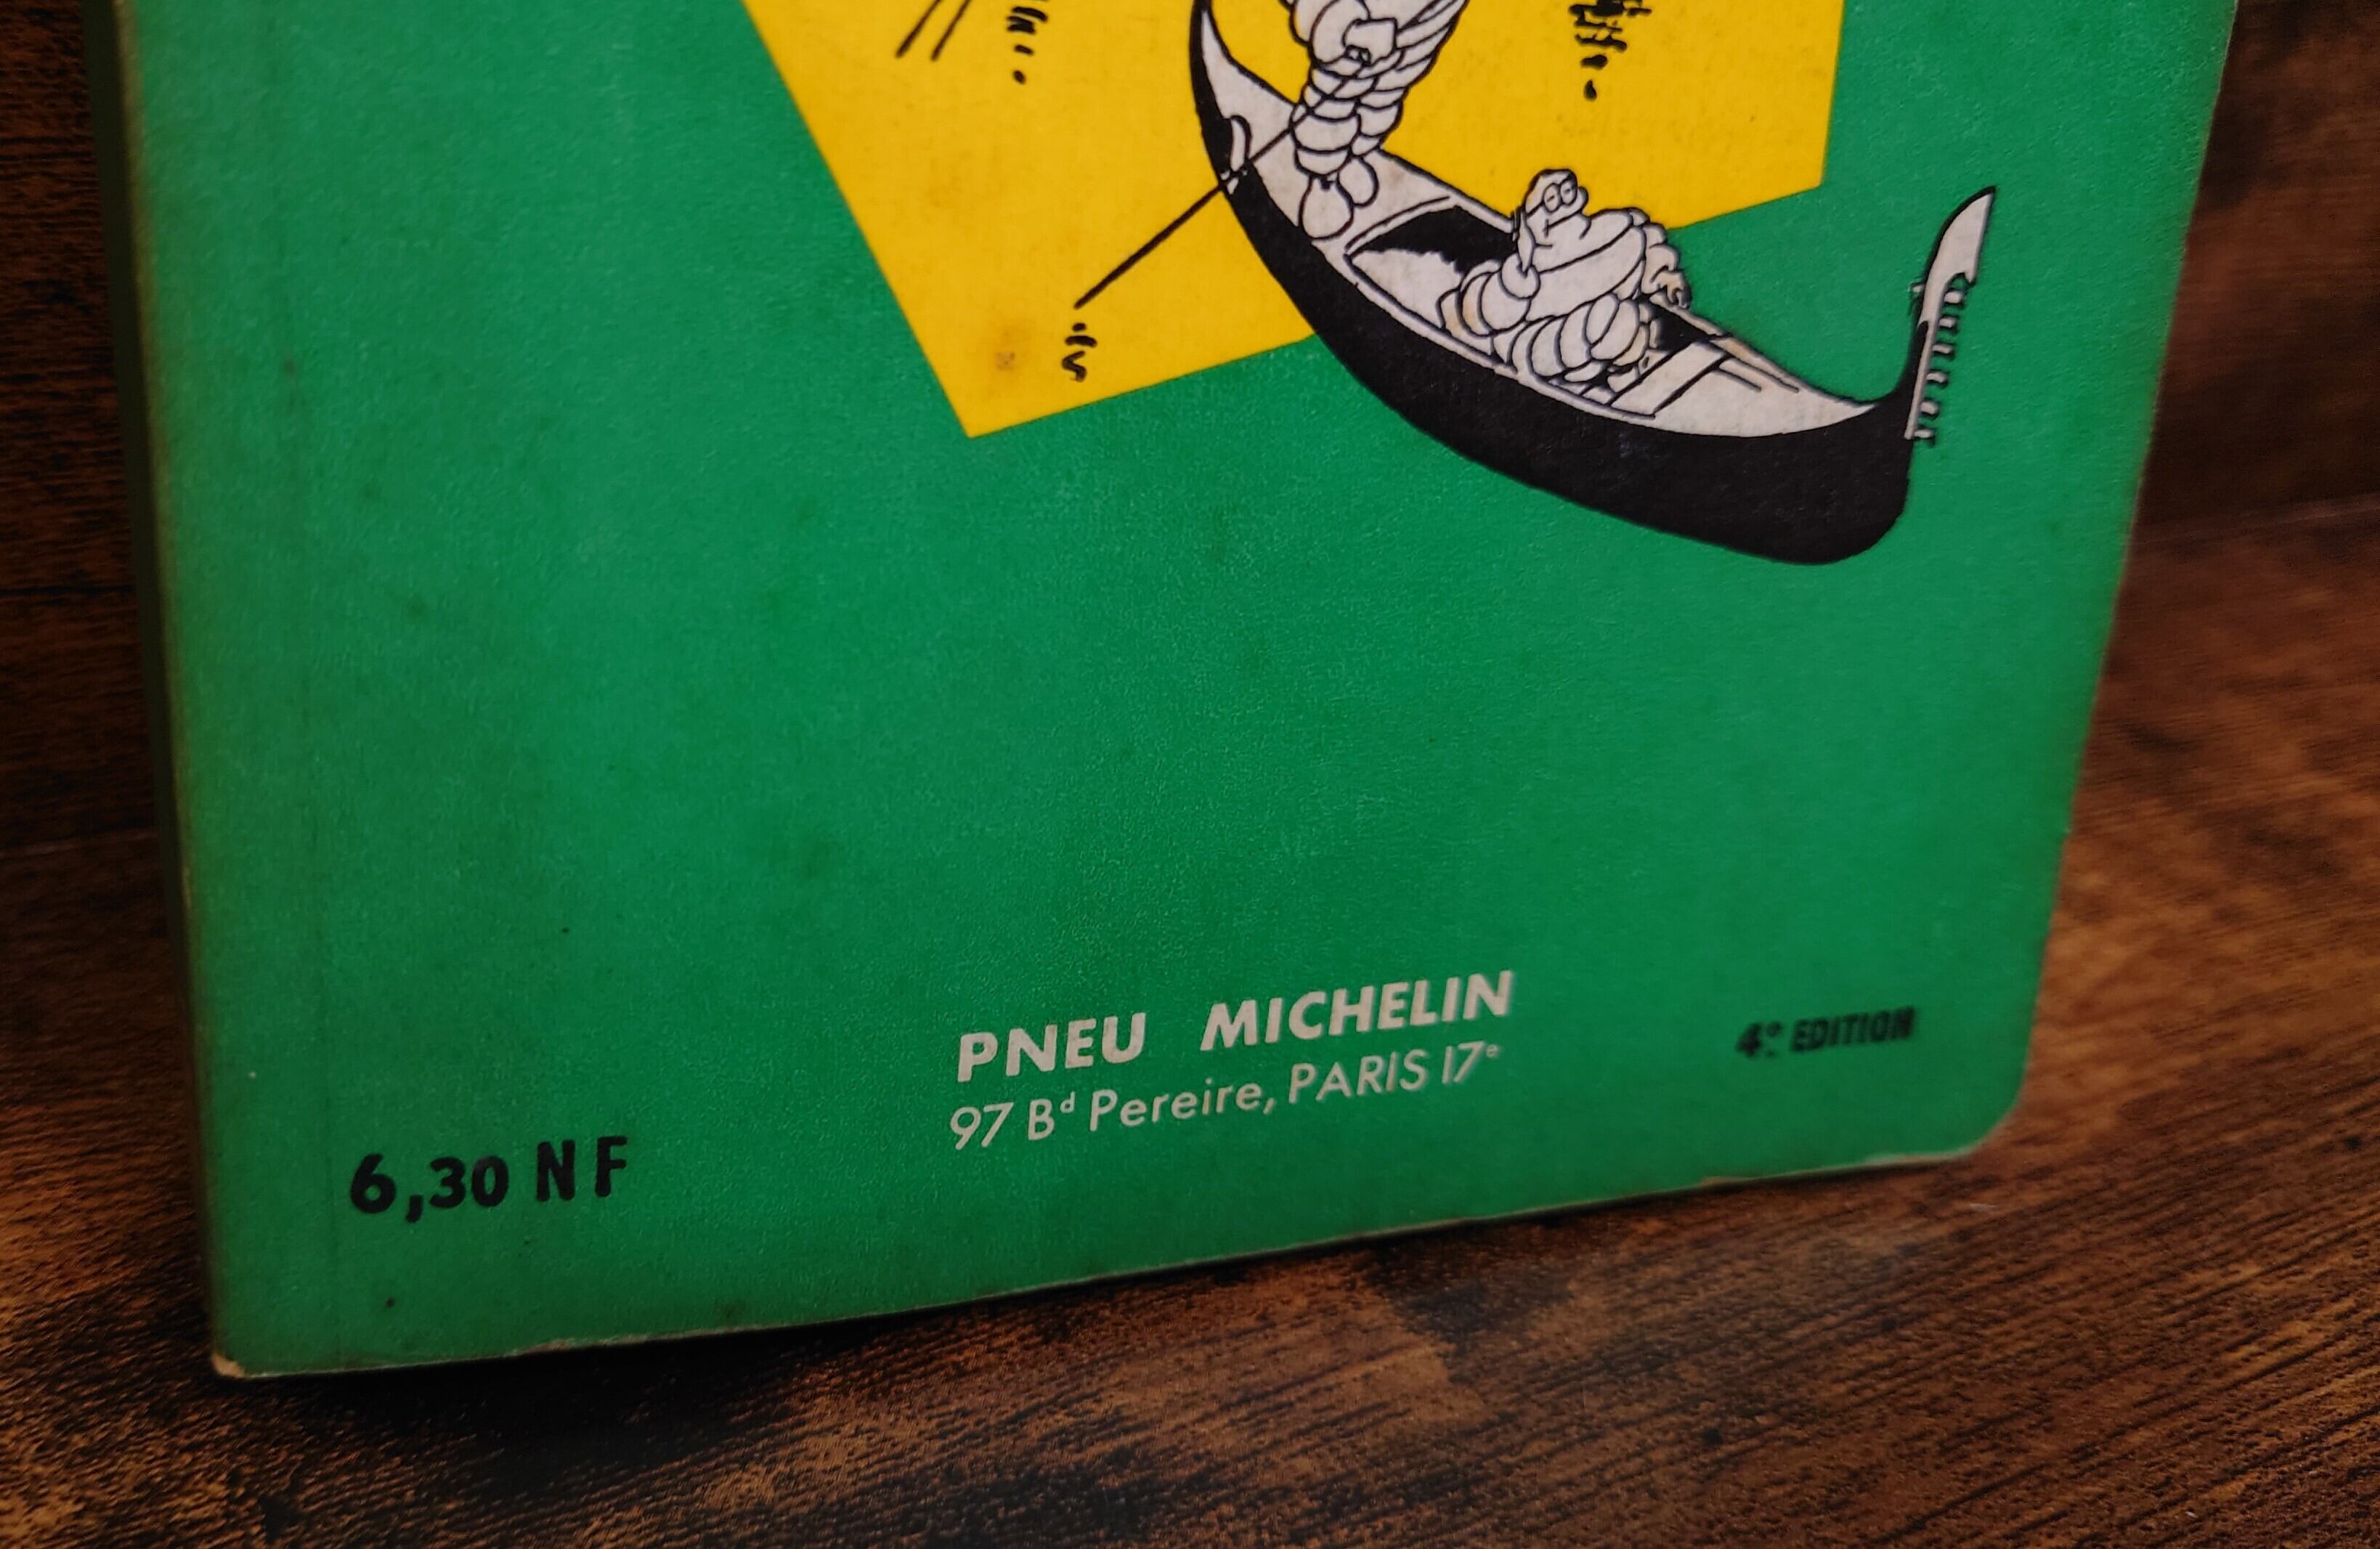 PNEU MICHELIN
97 Bᵈ Pereire, PARIS 17ᵉ
4ᵉ EDITION
6,30 NF